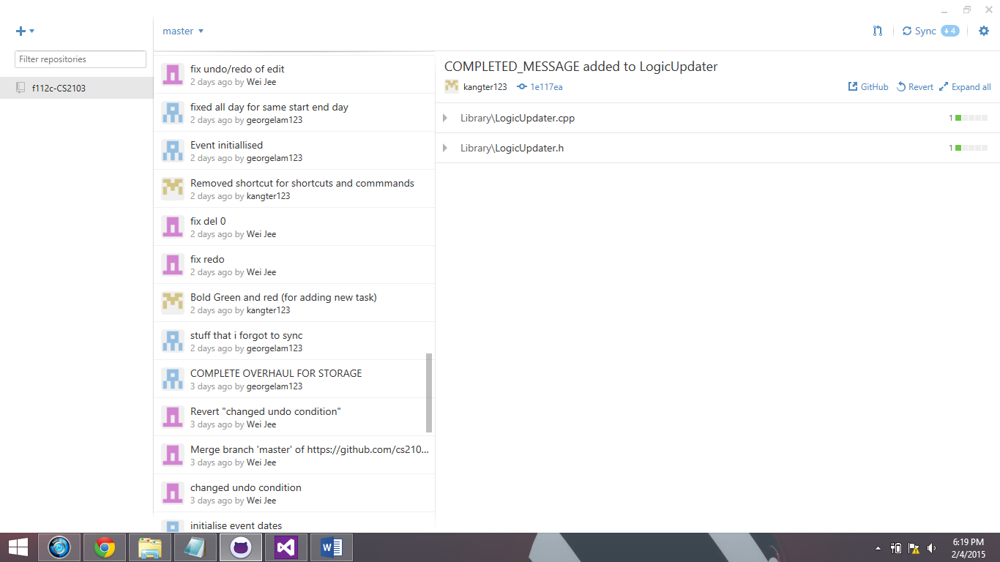 master
Sync 4
Filter repositories
f112c-CS2103
fix undo/redo of edit
2 days ago by Wei Jee
fixed all day for same start end day
2 days ago by georgelam123
Event initiallised
2 days ago by georgelam123
Removed shortcut for shortcuts and commmands
2 days ago by kangter123
fix del 0
2 days ago by Wei Jee
fix redo
2 days ago by Wei Jee
Bold Green and red (for adding new task)
2 days ago by kangter123
stuff that i forgot to sync
2 days ago by georgelam123
COMPLETE OVERHAUL FOR STORAGE
3 days ago by georgelam123
Revert "changed undo condition"
3 days ago by Wei Jee
Merge branch 'master' of https://github.com/cs210...
3 days ago by Wei Jee
changed undo condition
3 days ago by Wei Jee
initialise event dates
COMPLETED_MESSAGE added to LogicUpdater
kangter123 1e117ea
GitHub Revert Expand all
Library\LogicUpdater.cpp 1
Library\LogicUpdater.h 1
6:19 PM
2/4/2015